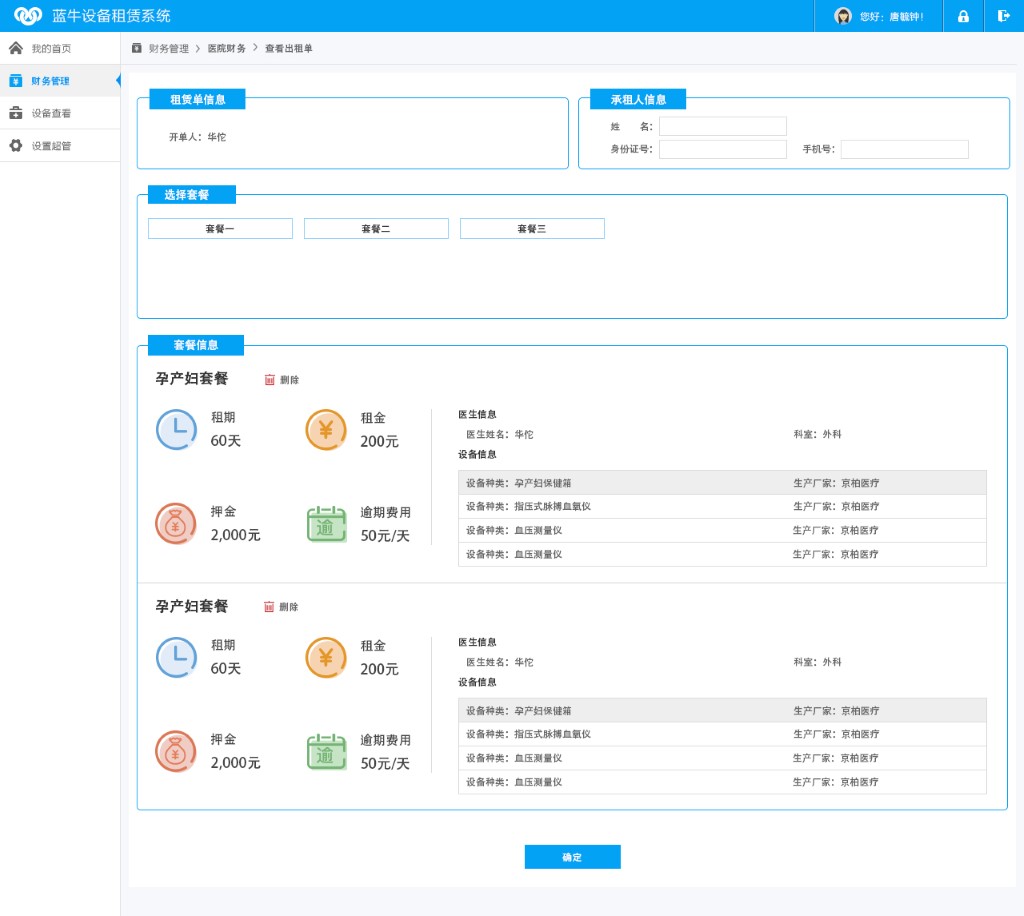 蓝牛设备租赁系统
您好：唐毓钟！
我的首页
财务管理
设备查看
设置超管
财务管理 > 医院财务 > 查看出租单
租赁单信息
开单人：华佗
承租人信息
姓 名：
身份证号：
手机号：
选择套餐
套餐一
套餐二
套餐三
套餐信息
孕产妇套餐
删除
租期
60天
租金
200元
押金
2,000元
逾
逾期费用
50元/天
医生信息
医生姓名：华佗 科室：外科
设备信息
设备种类：孕产妇保健箱 生产厂家：京柏医疗
设备种类：指压式脉搏血氧仪 生产厂家：京柏医疗
设备种类：血压测量仪 生产厂家：京柏医疗
设备种类：血压测量仪 生产厂家：京柏医疗
孕产妇套餐
删除
租期
60天
租金
200元
押金
2,000元
逾
逾期费用
50元/天
医生信息
医生姓名：华佗 科室：外科
设备信息
设备种类：孕产妇保健箱 生产厂家：京柏医疗
设备种类：指压式脉搏血氧仪 生产厂家：京柏医疗
设备种类：血压测量仪 生产厂家：京柏医疗
设备种类：血压测量仪 生产厂家：京柏医疗
确定